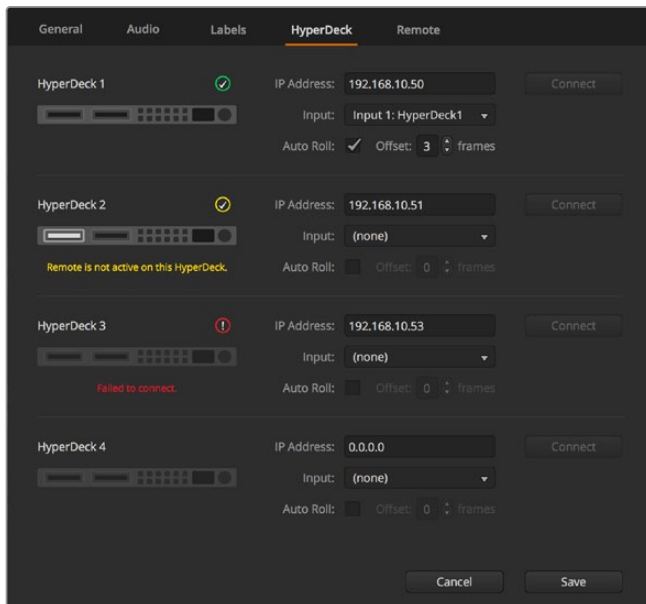 General Audio Labels HyperDeck Remote
HyperDeck 1 IP Address: 192.168.10.50 Connect
Input: Input 1: HyperDeck1
Auto Roll: Offset: 3 frames
HyperDeck 2 IP Address: 192.168.10.51 Connect
Input: (none)
Remote is not active on this HyperDeck. Auto Roll: Offset: 0 frames
HyperDeck 3 IP Address: 192.168.10.53 Connect
Input: (none)
Failed to connect. Auto Roll: Offset: 0 frames
HyperDeck 4 IP Address: 0.0.0.0 Connect
Input: (none)
Auto Roll: Offset: 0 frames
Cancel Save